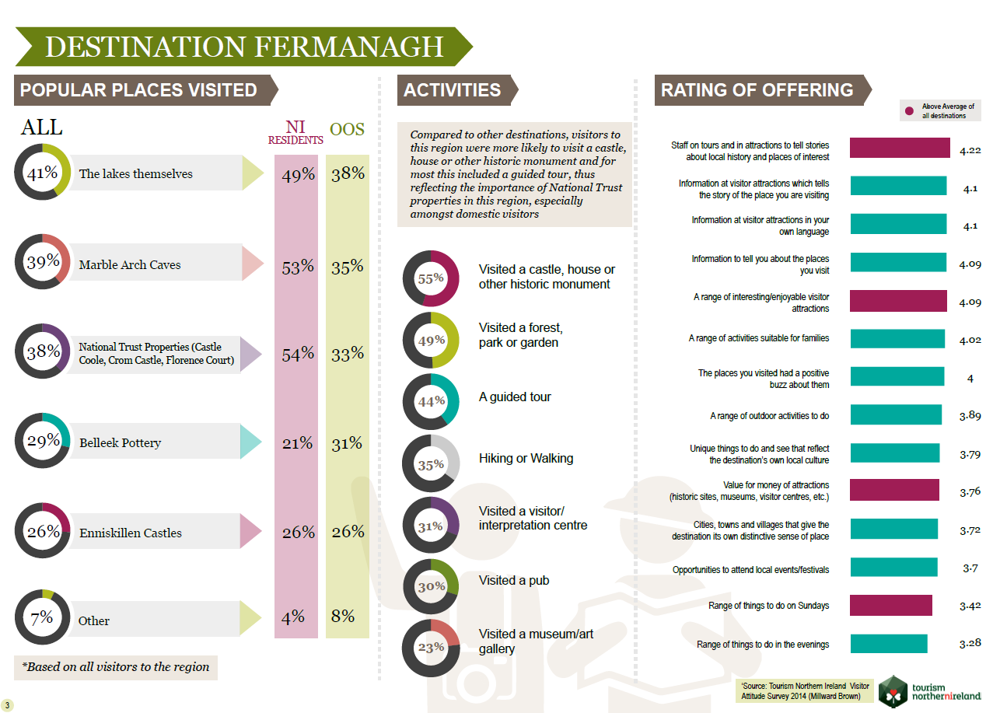 DESTINATION FERMANAGH
POPULAR PLACES VISITED
ALL
NI
RESIDENTS
OOS
41%
The lakes themselves
49%
38%
39%
Marble Arch Caves
53%
35%
38%
National Trust Properties (Castle
Coole, Crom Castle, Florence Court)
54%
33%
29%
Belleek Pottery
21%
31%
26%
Enniskillen Castles
26%
26%
7%
Other
4%
8%
*Based on all visitors to the region
ACTIVITIES
Compared to other destinations, visitors to
this region were more likely to visit a castle,
house or other historic monument and for
most this included a guided tour, thus
reflecting the importance of National Trust
properties in this region, especially
amongst domestic visitors
55%
Visited a castle, house or
other historic monument
49%
Visited a forest,
park or garden
44%
A guided tour
35%
Hiking or Walking
31%
Visited a visitor/
interpretation centre
30%
Visited a pub
23%
Visited a museum/art
gallery
RATING OF OFFERING
Above Average of
all destinations
Staff on tours and in attractions to tell stories
about local history and places of interest
4.22
Information at visitor attractions which tells
the story of the place you are visiting
4.1
Information at visitor attractions in your
own language
4.1
Information to tell you about the places
you visit
4.09
A range of interesting/enjoyable visitor
attractions
4.09
A range of activities suitable for families
4.02
The places you visited had a positive
buzz about them
4
A range of outdoor activities to do
3.89
Unique things to do and see that reflect
the destination's own local culture
3.79
Value for money of attractions
(historic sites, museums, visitor centres, etc.)
3.76
Cities, towns and villages that give the
destination its own distinctive sense of place
3.72
Opportunities to attend local events/festivals
3.7
Range of things to do on Sundays
3.42
Range of things to do in the evenings
3.28
'Source: Tourism Northern Ireland Visitor
Attitude Survey 2014 (Millward Brown)
tourism
northernireland
3